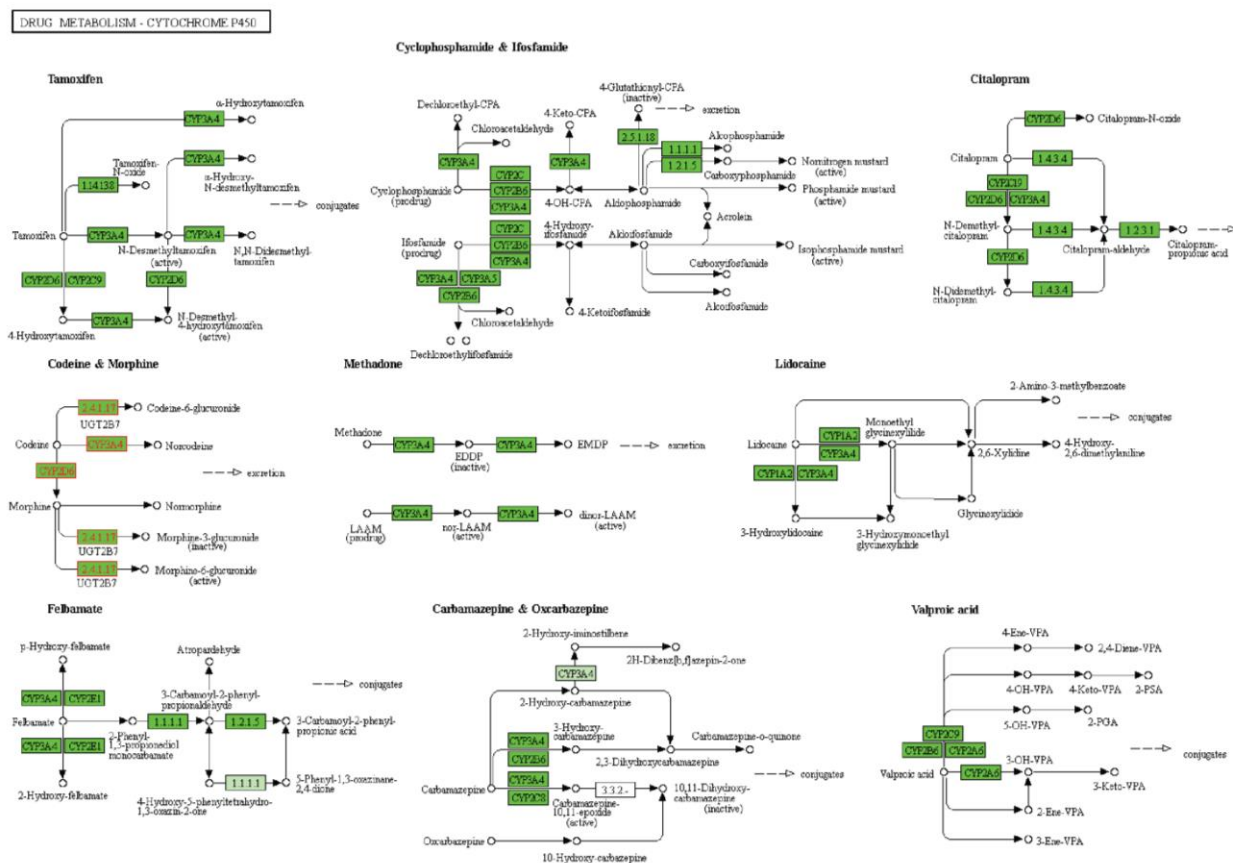 DRUG METABOLISM - CYTOCHROME P450
Tamoxifen
α-Hydroxytamoxifen
CYP3A4
Tamoxifen-
N-oxide
1.14.13.8
CYP3A4
α-Hydroxy-
N-desmethyltamoxifen
conjugates
Tamoxifen
CYP3A4
N-Desmethyltamoxifen
(active)
CYP3A4
N,N-Didesmethyl-
tamoxifen
CYP2D6
CYP2C9
CYP2D6
4-Hydroxytamoxifen
CYP3A4
N-Desmethyl-
4-hydroxytamoxifen
(active)
Cyclophosphamide & Ifosfamide
Dechloroethyl-CPA
Chloroacetaldehyde
4-Keto-CPA
4-Glutathionyl-CPA
(inactive)
excretion
CYP3A4
CYP3A4
2.5.1.18
Alcophosphamide
1.1.1.1
1.2.1.5
Carboxyphosphamide
Nornitrogen mustard
(active)
Cyclophosphamide
(prodrug)
CYP2C
CYP2B6
CYP3A4
4-OH-CPA
Aldophosphamide
Phosphamide mustard
(active)
Acrolein
Ifosfamide
(prodrug)
CYP2C
CYP2B6
CYP3A4
4-Hydroxy-
ifosfamide
Aldoifosfamide
Isophosphamide mustard
(active)
Carboxyifosfamide
Alcoifosfamide
CYP3A4
CYP3A5
CYP2B6
Chloroacetaldehyde
4-Ketoifosfamide
Dechloroethylifosfamide
Citalopram
CYP2D6
Citalopram-N-oxide
Citalopram
1.4.3.4
CYP2C19
CYP2D6
CYP3A4
N-Demethyl-
citalopram
1.4.3.4
Citalopram-aldehyde
1.2.3.1
Citalopram-
propionic acid
CYP2D6
N-Didemethyl-
citalopram
1.4.3.4
Codeine & Morphine
2.4.1.17
UGT2B7
Codeine-6-glucuronide
Codeine
CYP3A4
Norcodeine
CYP2D6
excretion
Morphine
Normorphine
2.4.1.17
UGT2B7
Morphine-3-glucuronide
(inactive)
2.4.1.17
UGT2B7
Morphine-6-glucuronide
(active)
Methadone
Methadone
CYP3A4
EDDP
(inactive)
CYP3A4
EMDP
excretion
LAAM
(prodrug)
CYP3A4
nor-LAAM
(active)
CYP3A4
dinor-LAAM
(active)
Lidocaine
2-Amino-3-methylbenzoate
conjugates
Lidocaine
CYP1A2
CYP3A4
Monoethyl
glycinexylidide
2,6-Xylidine
4-Hydroxy-
2,6-dimethylaniline
CYP1A2
CYP3A4
Glycinexylidide
3-Hydroxylidocaine
3-Hydroxymonoethyl
glycinexylidide
Felbamate
p-Hydroxy-felbamate
Atropardehyde
conjugates
CYP3A4
CYP2E1
3-Carbamoyl-2-phenyl-
propionaldehyde
Felbamate
1.1.1.1
1.2.1.5
3-Carbamoyl-2-phenyl-
propionic acid
CYP3A4
CYP2E1
2-Phenyl-
1,3-propionediol
monocarbamate
2-Hydroxy-felbamate
1.1.1.1
4-Hydroxy-5-phenyltetrahydro-
1,3-oxazin-2-one
5-Phenyl-1,3-oxazinane-
2,4-dione
Carbamazepine & Oxcarbazepine
2-Hydroxy-iminostilbene
2H-Dibenz[b,f]azepin-2-one
CYP3A4
2-Hydroxy-carbamazepine
CYP3A4
CYP2B6
3-Hydroxy-
carbamazepine
2,3-Dihydroxycarbamazepine
Carbamazepine-o-quinone
conjugates
Carbamazepine
CYP3A4
CYP2C8
Carbamazepine-
10,11-epoxide
(active)
3.3.2.-
10,11-Dihydroxy-
carbamazepine
(inactive)
Oxcarbazepine
10-Hydroxy-carbazepine
Valproic acid
4-Ene-VPA
2,4-Diene-VPA
4-OH-VPA
4-Keto-VPA
2-PSA
5-OH-VPA
2-PGA
CYP2C9
CYP2B6
CYP2A6
conjugates
Valproic acid
CYP2A6
3-OH-VPA
3-Keto-VPA
2-Ene-VPA
3-Ene-VPA